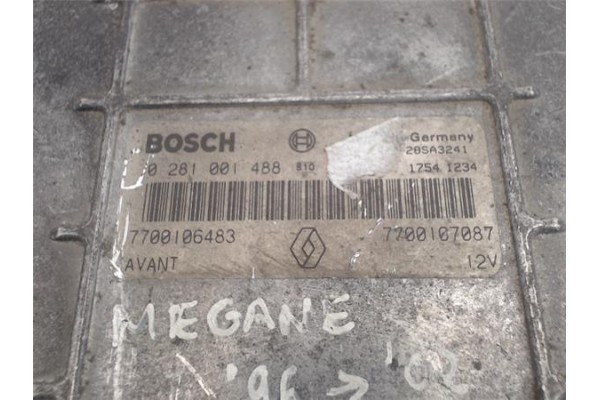 BOSCH Germany
28SA3241
0 281 001 488 1754 1234
7700106483 7700107087
AVANT 12V
MEGANE
'96 → '02